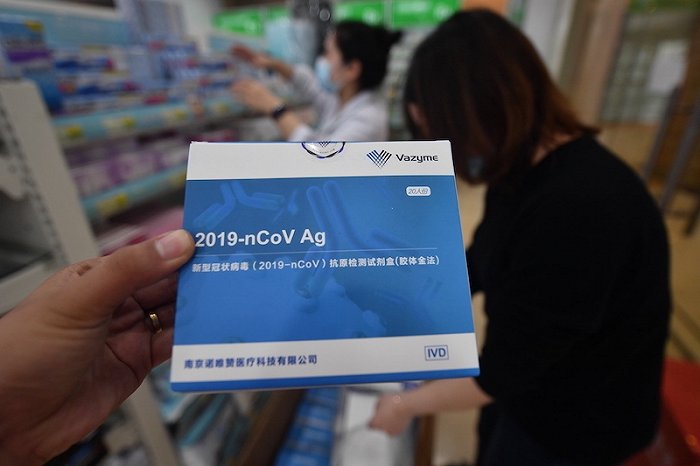 Vazyme
20人份
2019-nCoV Ag
新型冠状病毒（2019-nCoV）抗原检测试剂盒(胶体金法)
IVD
南京诺唯赞医疗科技有限公司